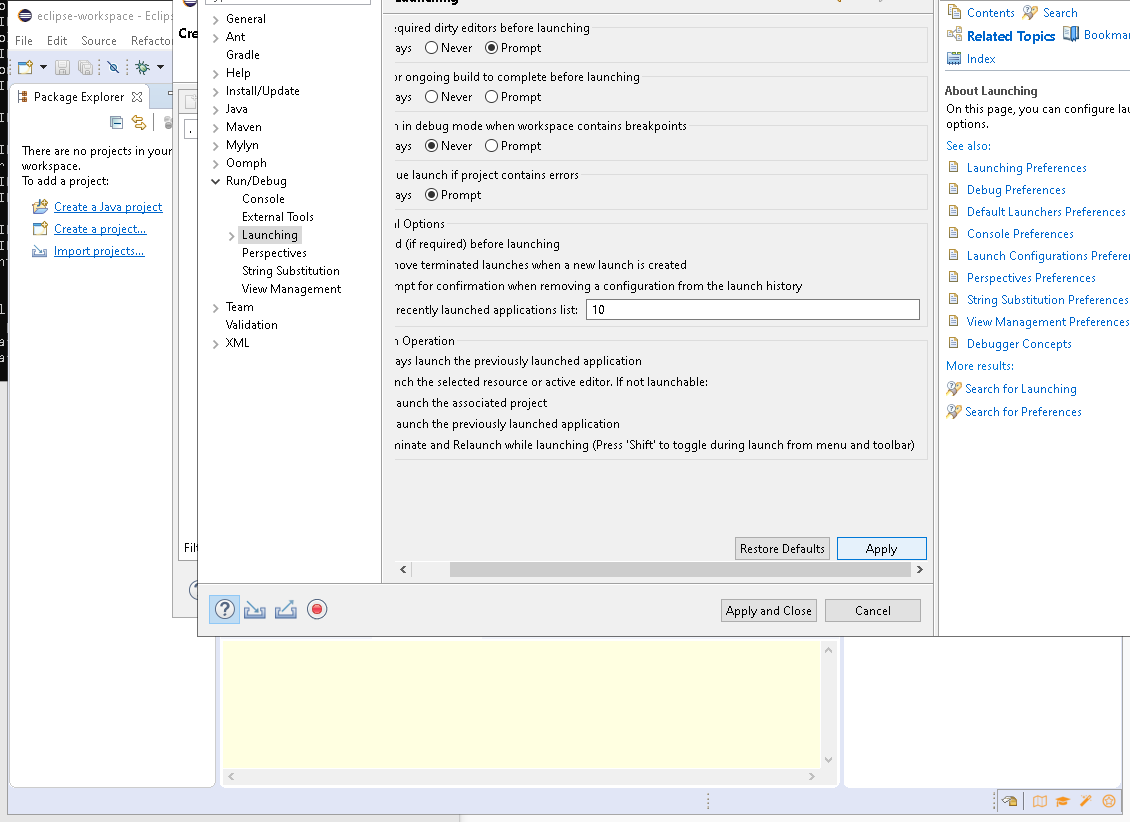 eclipse-workspace - Eclips
File Edit Source Refacto
Package Explorer
There are no projects in your
workspace.
To add a project:
Create a Java project
Create a project...
Import projects...
Cre
Filt
General
Ant
Gradle
Help
Install/Update
Java
Maven
Mylyn
Oomph
Run/Debug
Console
External Tools
Launching
Perspectives
String Substitution
View Management
Team
Validation
XML
Launching
equired dirty editors before launching
ays Never Prompt
or ongoing build to complete before launching
ays Never Prompt
h in debug mode when workspace contains breakpoints
ays Never Prompt
ue launch if project contains errors
ays Prompt
al Options
d (if required) before launching
nove terminated launches when a new launch is created
mpt for confirmation when removing a configuration from the launch history
recently launched applications list: 10
h Operation
ays launch the previously launched application
nch the selected resource or active editor. If not launchable:
aunch the associated project
aunch the previously launched application
minate and Relaunch while launching (Press 'Shift' to toggle during launch from menu and toolbar)
Restore Defaults Apply
Apply and Close Cancel
Contents Search
Related Topics Bookmar
Index
About Launching
On this page, you can configure lau
options.
See also:
Launching Preferences
Debug Preferences
Default Launchers Preferences
Console Preferences
Launch Configurations Preferen
Perspectives Preferences
String Substitution Preferences
View Management Preferences
Debugger Concepts
More results:
Search for Launching
Search for Preferences